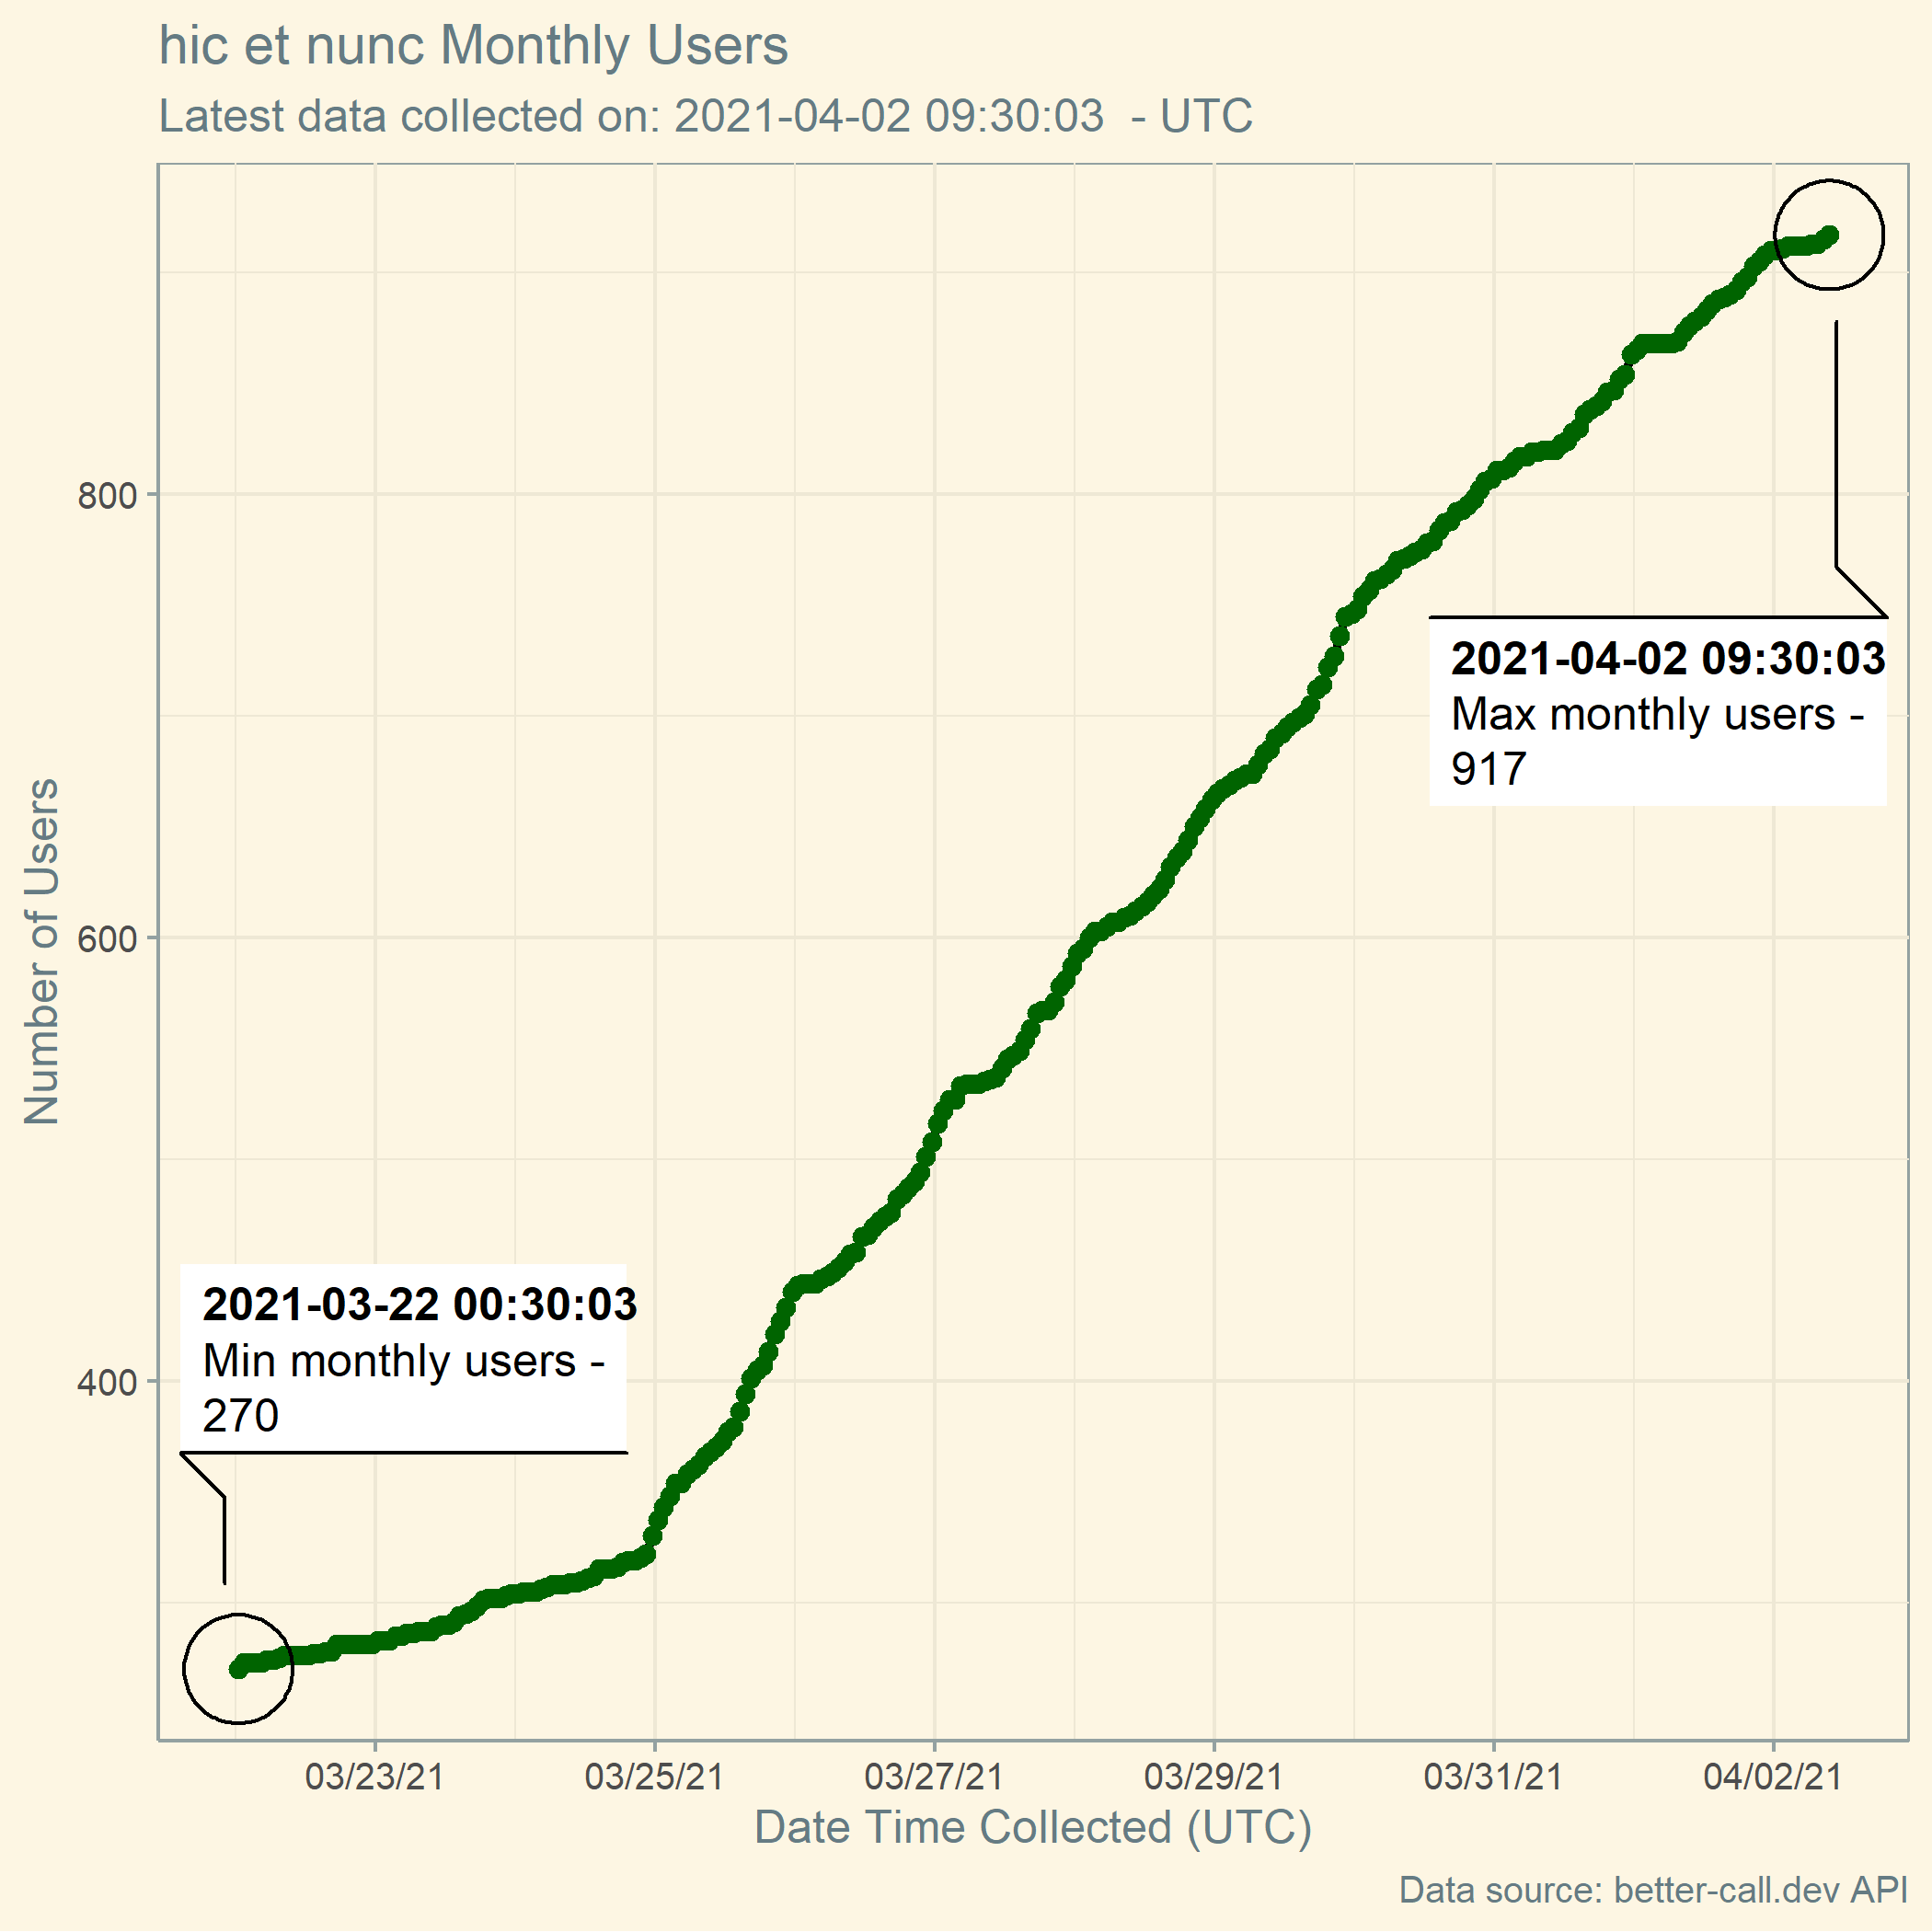 hic et nunc Monthly Users
Latest data collected on: 2021-04-02 09:30:03  - UTC
Number of Users
800
600
400
2021-04-02 09:30:03
Max monthly users -
917
2021-03-22 00:30:03
Min monthly users -
270
03/23/21
03/25/21
03/27/21
03/29/21
03/31/21
04/02/21
Date Time Collected (UTC)
Data source: better-call.dev API